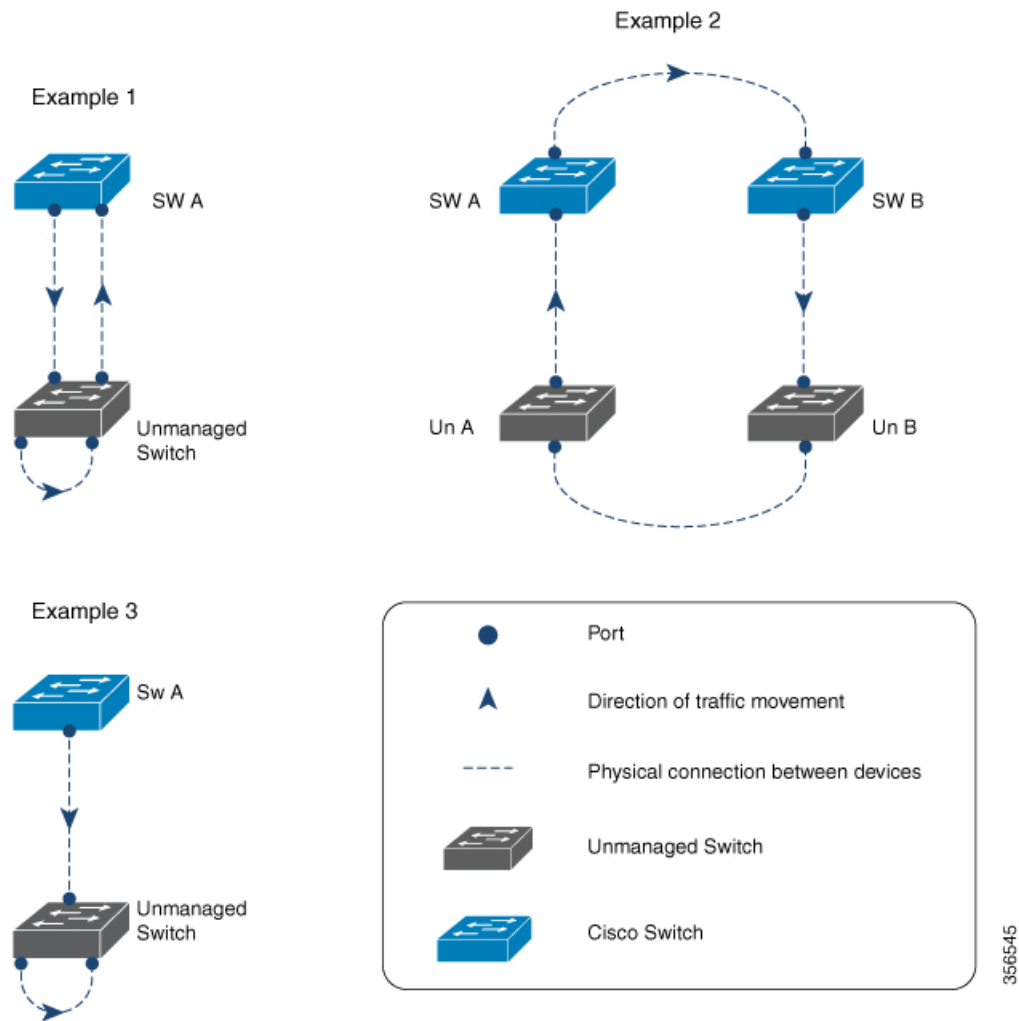 Example 2
Example 1
SW A
SW A
SW B
Unmanaged
Switch
Un A
Un B
Example 3
Sw A
Unmanaged
Switch
Port
Direction of traffic movement
Physical connection between devices
Unmanaged Switch
Cisco Switch
356545